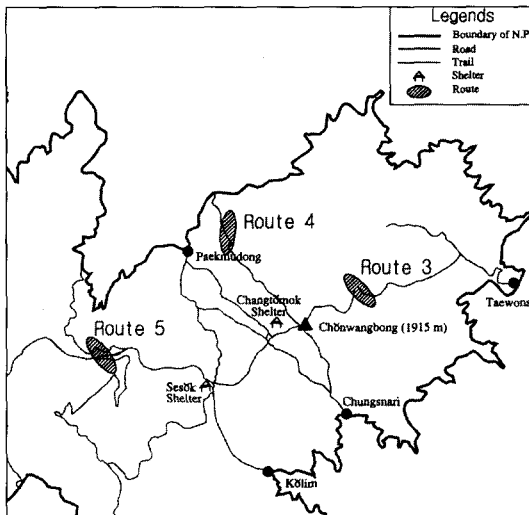 Legends
Boundary of N.P
Road
Trail
Shelter
Route
Route 4
Paekmudong
Route 3
Changtŏmok
Shelter
Taewons
Chŏnwangbong (1915 m)
Route 5
Sesŏk
Shelter
Chungsnari
Kŏlim